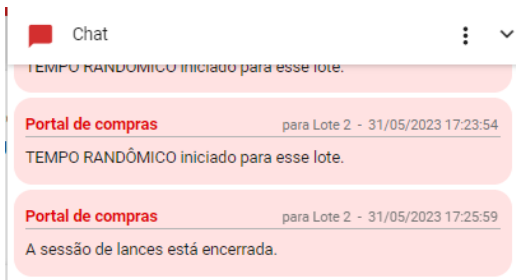 Chat
TEMPO RANDÔMICO iniciado para esse lote.
Portal de compras para Lote 2 - 31/05/2023 17:23:54
TEMPO RANDÔMICO iniciado para esse lote.
Portal de compras para Lote 2 - 31/05/2023 17:25:59
A sessão de lances está encerrada.